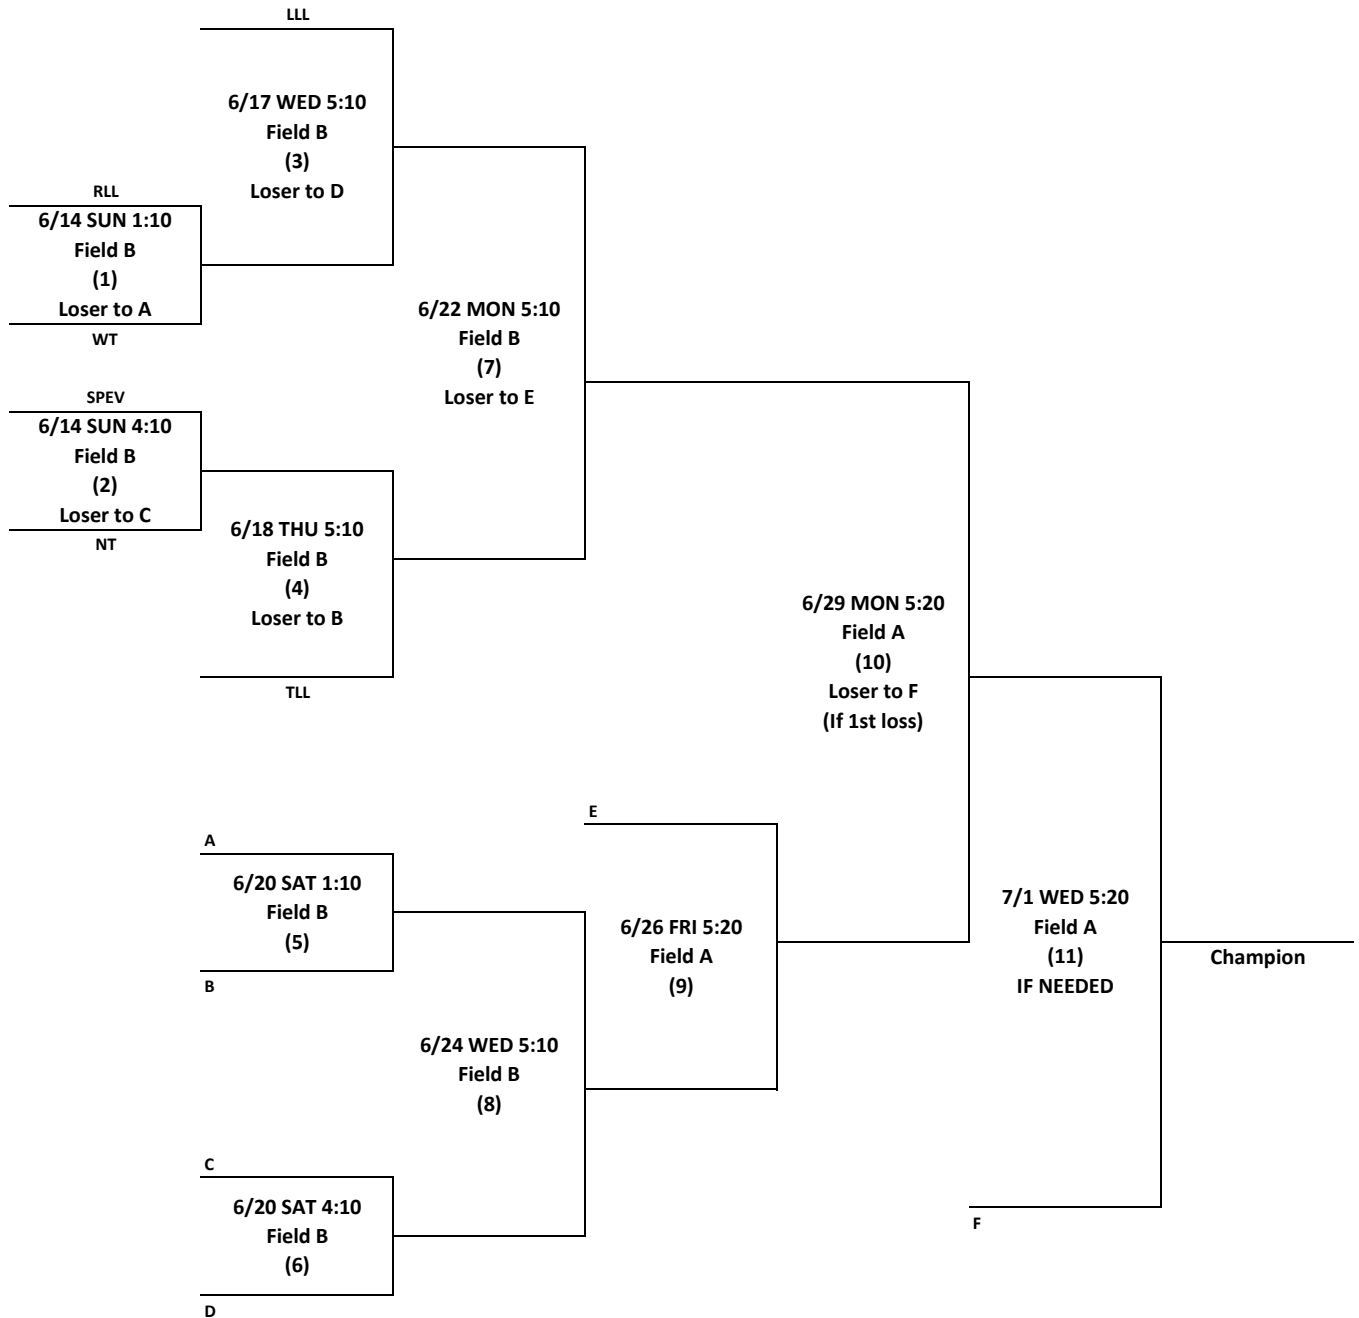 LLL
6/17 WED 5:10
Field B
(3)
Loser to D
RLL
6/14 SUN 1:10
Field B
(1)
Loser to A
WT
6/22 MON 5:10
Field B
(7)
Loser to E
SPEV
6/14 SUN 4:10
Field B
(2)
Loser to C
NT
6/18 THU 5:10
Field B
(4)
Loser to B
TLL
6/29 MON 5:20
Field A
(10)
Loser to F
(If 1st loss)
E
A
6/20 SAT 1:10
Field B
(5)
B
6/26 FRI 5:20
Field A
(9)
7/1 WED 5:20
Field A
(11)
IF NEEDED
Champion
6/24 WED 5:10
Field B
(8)
C
6/20 SAT 4:10
Field B
(6)
D
F